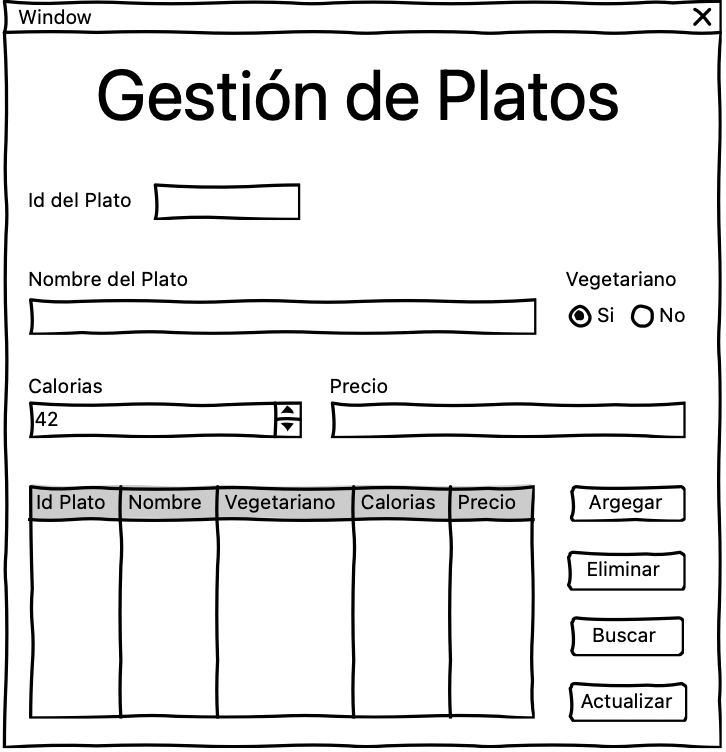 Window
Gestión de Platos
Id del Plato
Nombre del Plato
Vegetariano
Si No
Calorias
Precio
42
Id Plato Nombre Vegetariano Calorias Precio
Argegar
Eliminar
Buscar
Actualizar